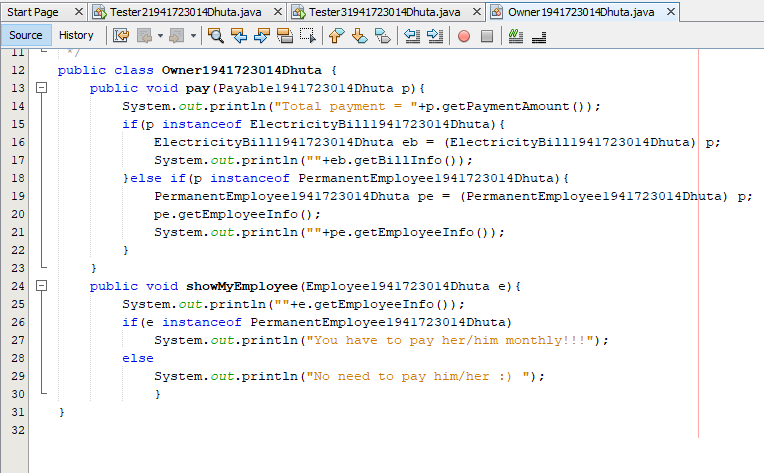 Start Page Tester21941723014Dhuta.java Tester31941723014Dhuta.java Owner1941723014Dhuta.java
Source History
11 */
12 public class Owner1941723014Dhuta {
13 public void pay(Payable1941723014Dhuta p){
14 System.out.println("Total payment = "+p.getPaymentAmount());
15 if(p instanceof ElectricityBill1941723014Dhuta){
16 ElectricityBill1941723014Dhuta eb = (ElectricityBill1941723014Dhuta) p;
17 System.out.println(""+eb.getBillInfo());
18 }else if(p instanceof PermanentEmployee1941723014Dhuta){
19 PermanentEmployee1941723014Dhuta pe = (PermanentEmployee1941723014Dhuta) p;
20 pe.getEmployeeInfo();
21 System.out.println(""+pe.getEmployeeInfo());
22 }
23 }
24 public void showMyEmployee(Employee1941723014Dhuta e){
25 System.out.println(""+e.getEmployeeInfo());
26 if(e instanceof PermanentEmployee1941723014Dhuta)
27 System.out.println("You have to pay her/him monthly!!!");
28 else
29 System.out.println("No need to pay him/her :) ");
30 }
31 }
32